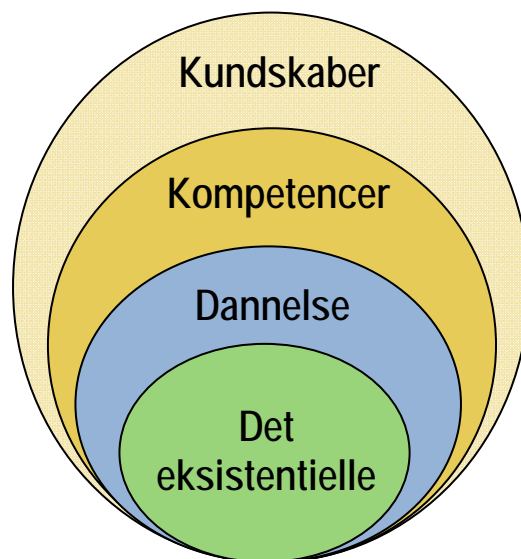 Kundskaber
Kompetencer
Dannelse
Det
eksistentielle